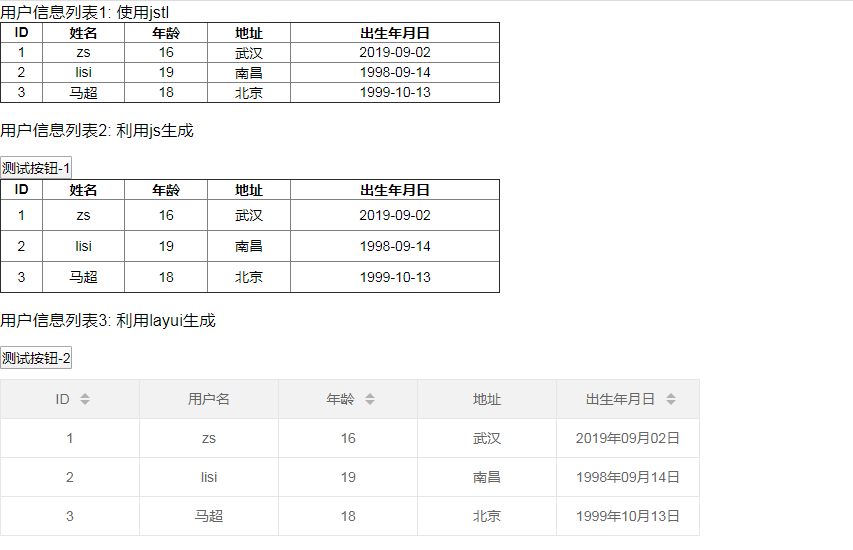 用户信息列表1: 使用jstl
ID 姓名 年龄 地址 出生年月日
1 zs 16 武汉 2019-09-02
2 lisi 19 南昌 1998-09-14
3 马超 18 北京 1999-10-13
用户信息列表2: 利用js生成
测试按钮-1
ID 姓名 年龄 地址 出生年月日
1 zs 16 武汉 2019-09-02
2 lisi 19 南昌 1998-09-14
3 马超 18 北京 1999-10-13
用户信息列表3: 利用layui生成
测试按钮-2
ID 用户名 年龄 地址 出生年月日
1 zs 16 武汉 2019年09月02日
2 lisi 19 南昌 1998年09月14日
3 马超 18 北京 1999年10月13日